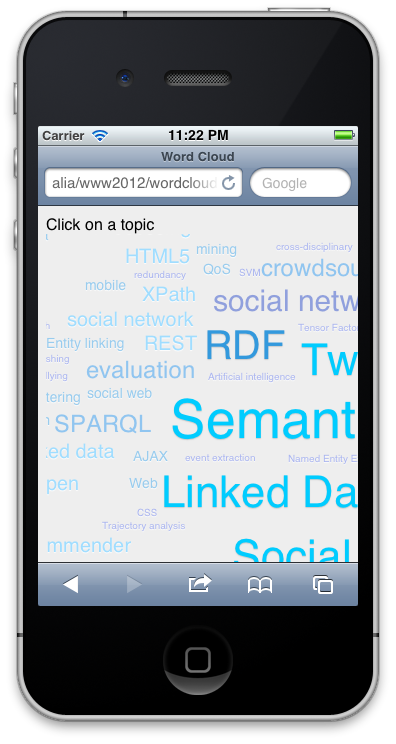 Carrier 11:22 PM
Word Cloud
alia/www2012/wordcloud Google
Click on a topic
HTML5 mining cross-disciplinary
redundancy QoS SVM crowdsou
mobile XPath social netw
social network Tensor Factor
Entity linking REST RDF Tw
shing
llying evaluation Artificial intelligence
tering social web
SPARQL Semant
ked data AJAX event extraction Named Entity E
pen Web Linked Da
CSS
Trajectory analysis
mmender Social